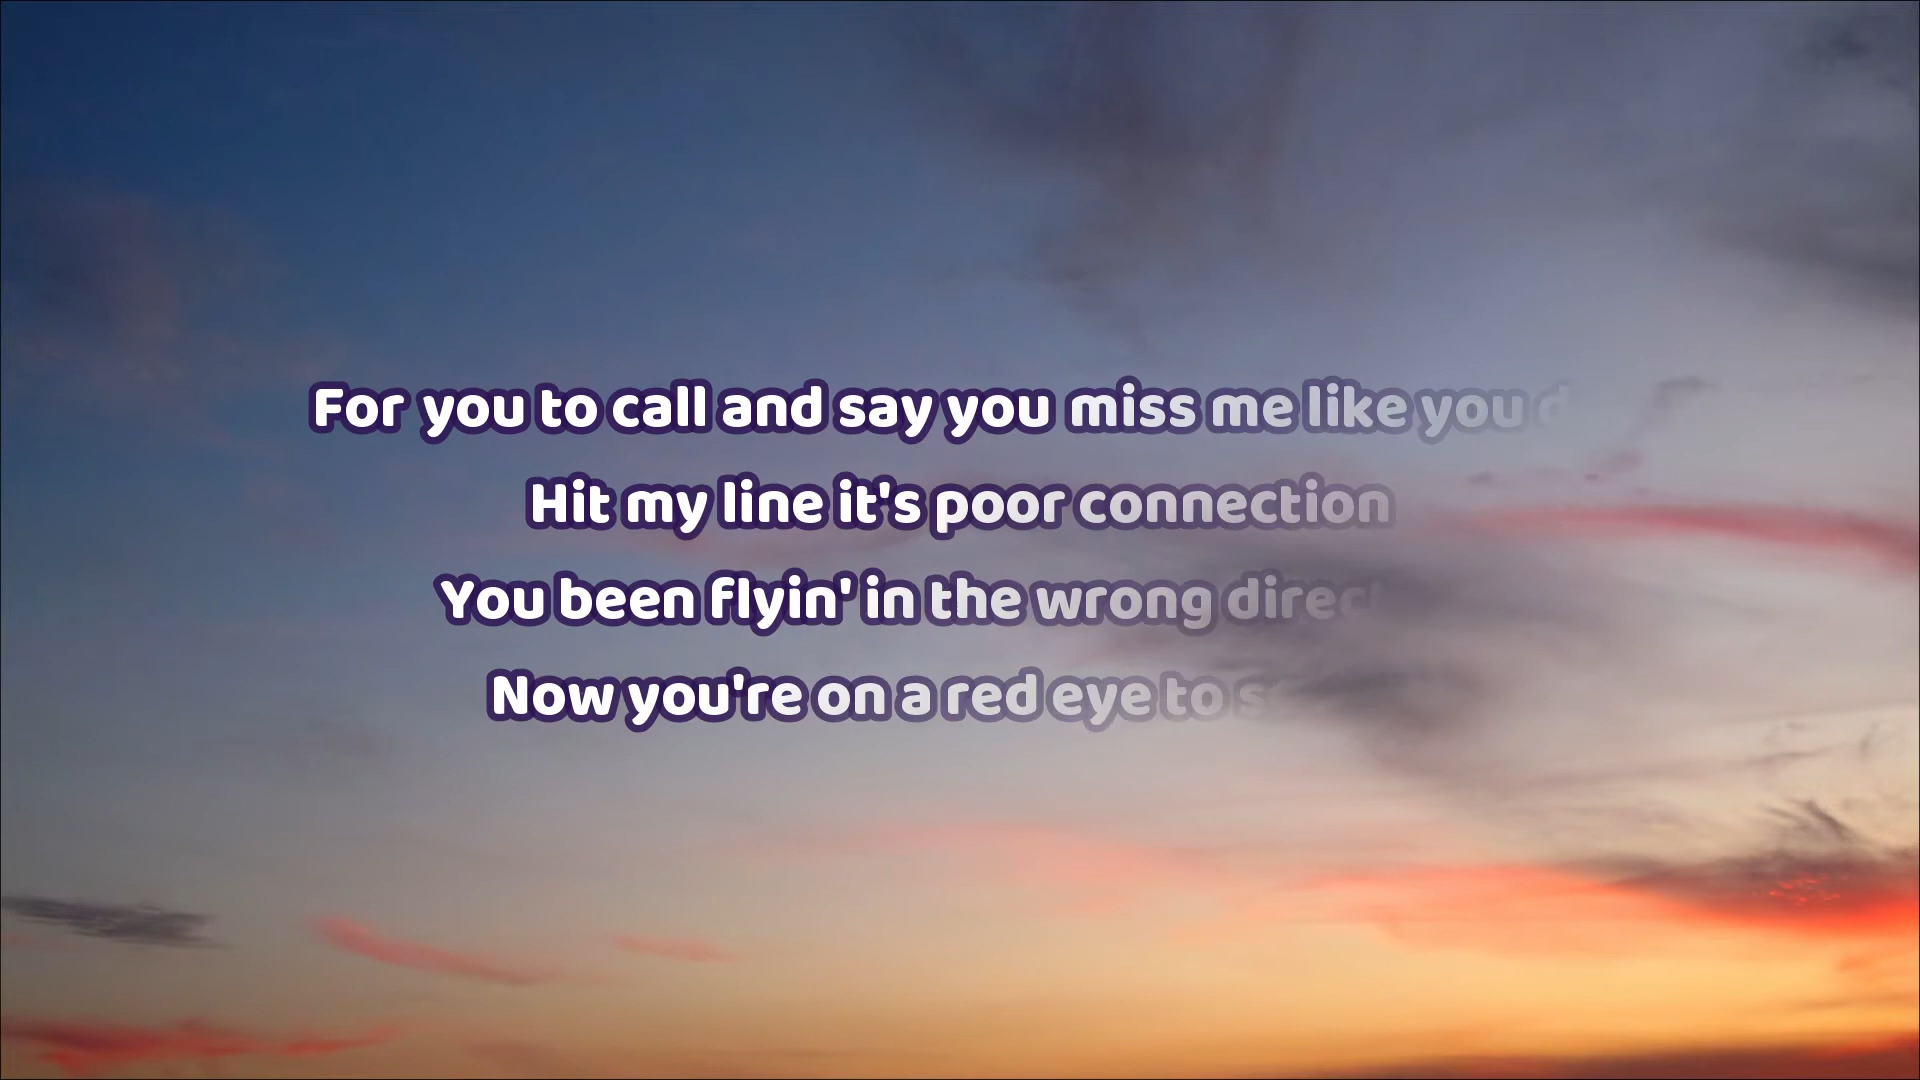 For you to call and say you miss me like you
Hit my line it's poor connection
You been flyin' in the wrong direc
Now you're on a red eye to